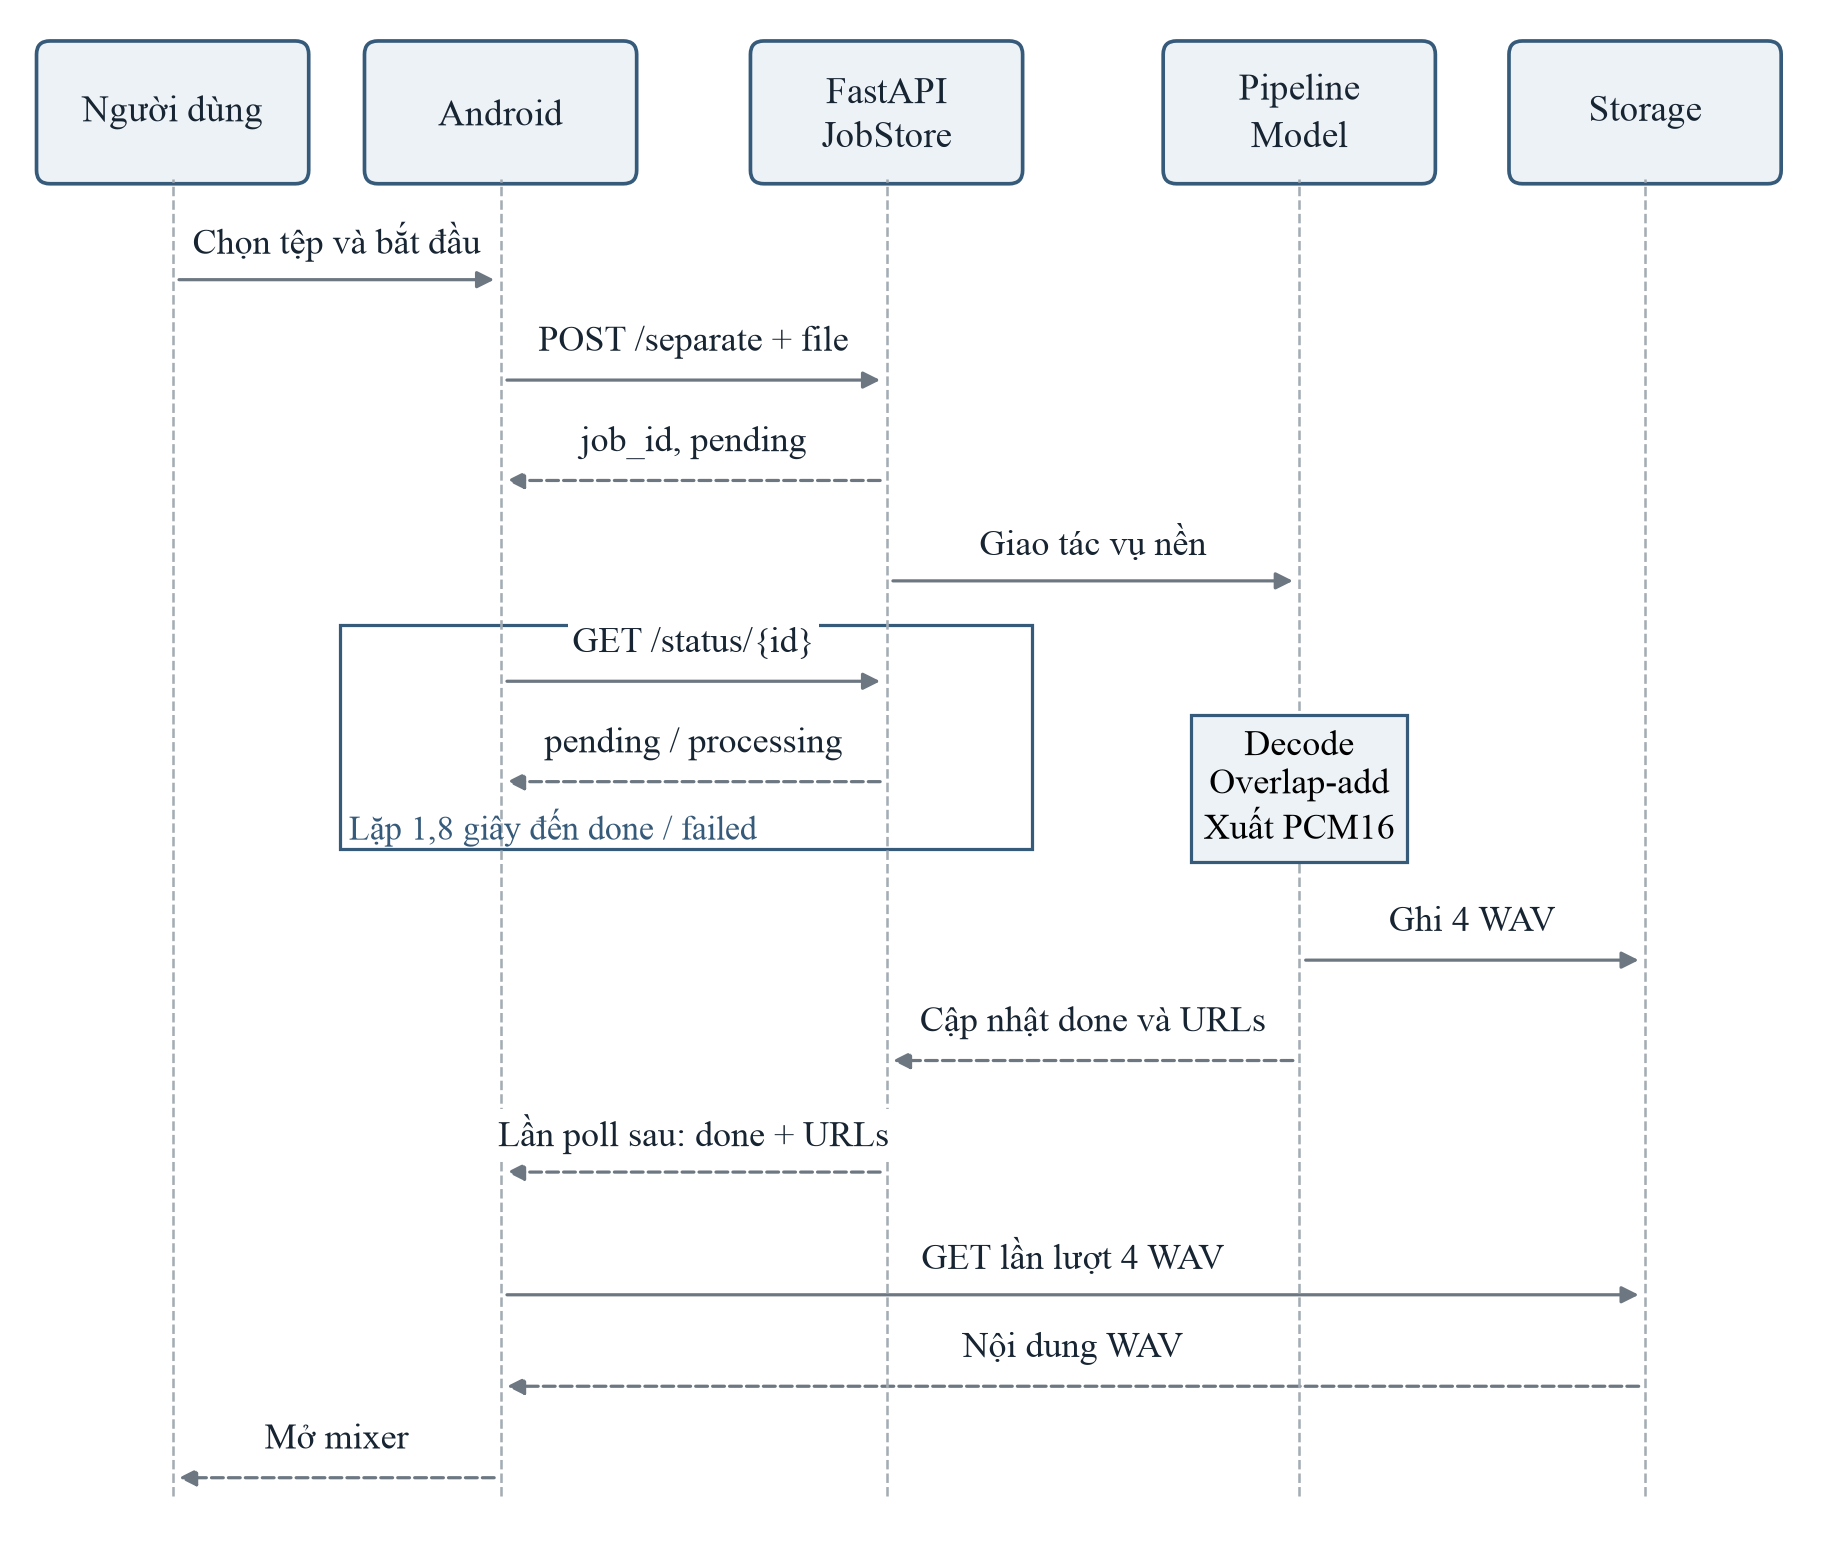 Người dùng
Android
FastAPI
JobStore
Pipeline
Model
Storage
Chọn tệp và bắt đầu
POST /separate + file
job_id, pending
Giao tác vụ nền
GET /status/{id}
pending / processing
Lặp 1,8 giây đến done / failed
Decode
Overlap-add
Xuất PCM16
Ghi 4 WAV
Cập nhật done và URLs
Lần poll sau: done + URLs
GET lần lượt 4 WAV
Nội dung WAV
Mở mixer